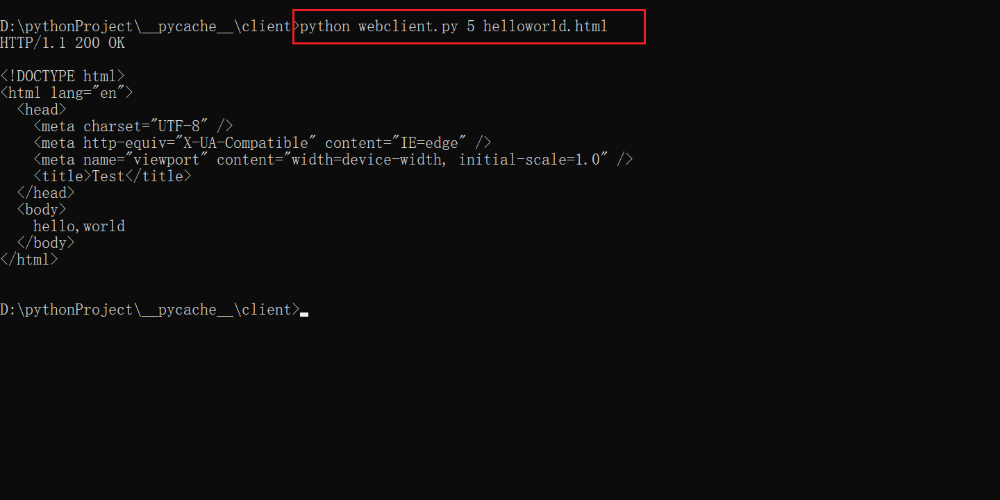 D:\pythonProject\__pycache__\client>python webclient.py 5 helloworld.html
HTTP/1.1 200 OK
<!DOCTYPE html>
<html lang="en">
<head>
<meta charset="UTF-8" />
<meta http-equiv="X-UA-Compatible" content="IE=edge" />
<meta name="viewport" content="width=device-width, initial-scale=1.0" />
<title>Test</title>
</head>
<body>
hello,world
</body>
</html>
D:\pythonProject\__pycache__\client>